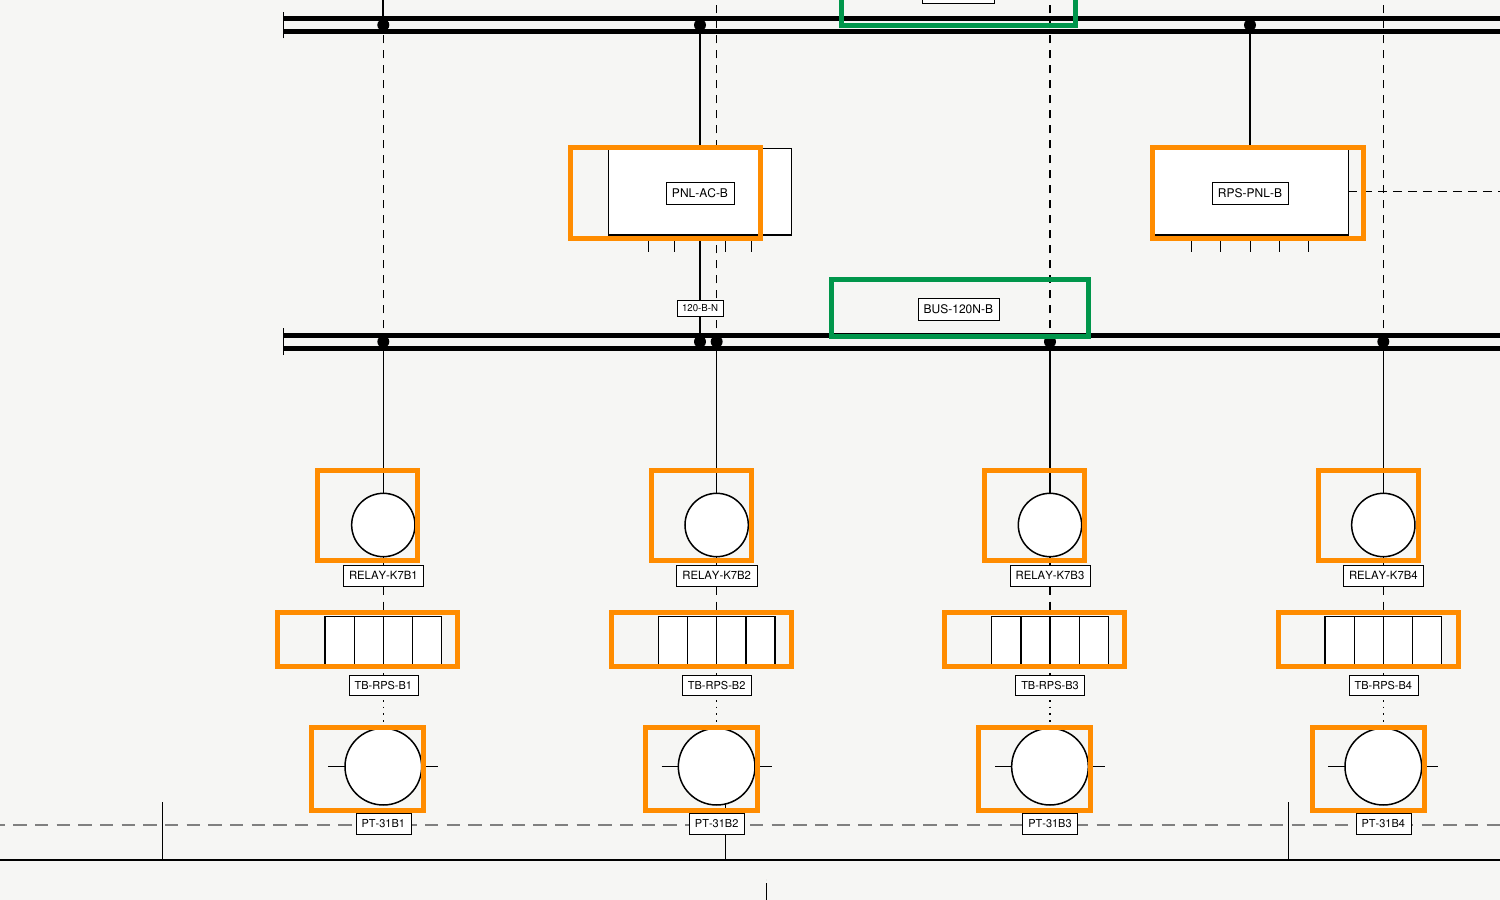 PNL-AC-B
RPS-PNL-B
120-B-N
BUS-120N-B
RELAY-K7B1
RELAY-K7B2
RELAY-K7B3
RELAY-K7B4
TB-RPS-B1
TB-RPS-B2
TB-RPS-B3
TB-RPS-B4
PT-31B1
PT-31B2
PT-31B3
PT-31B4